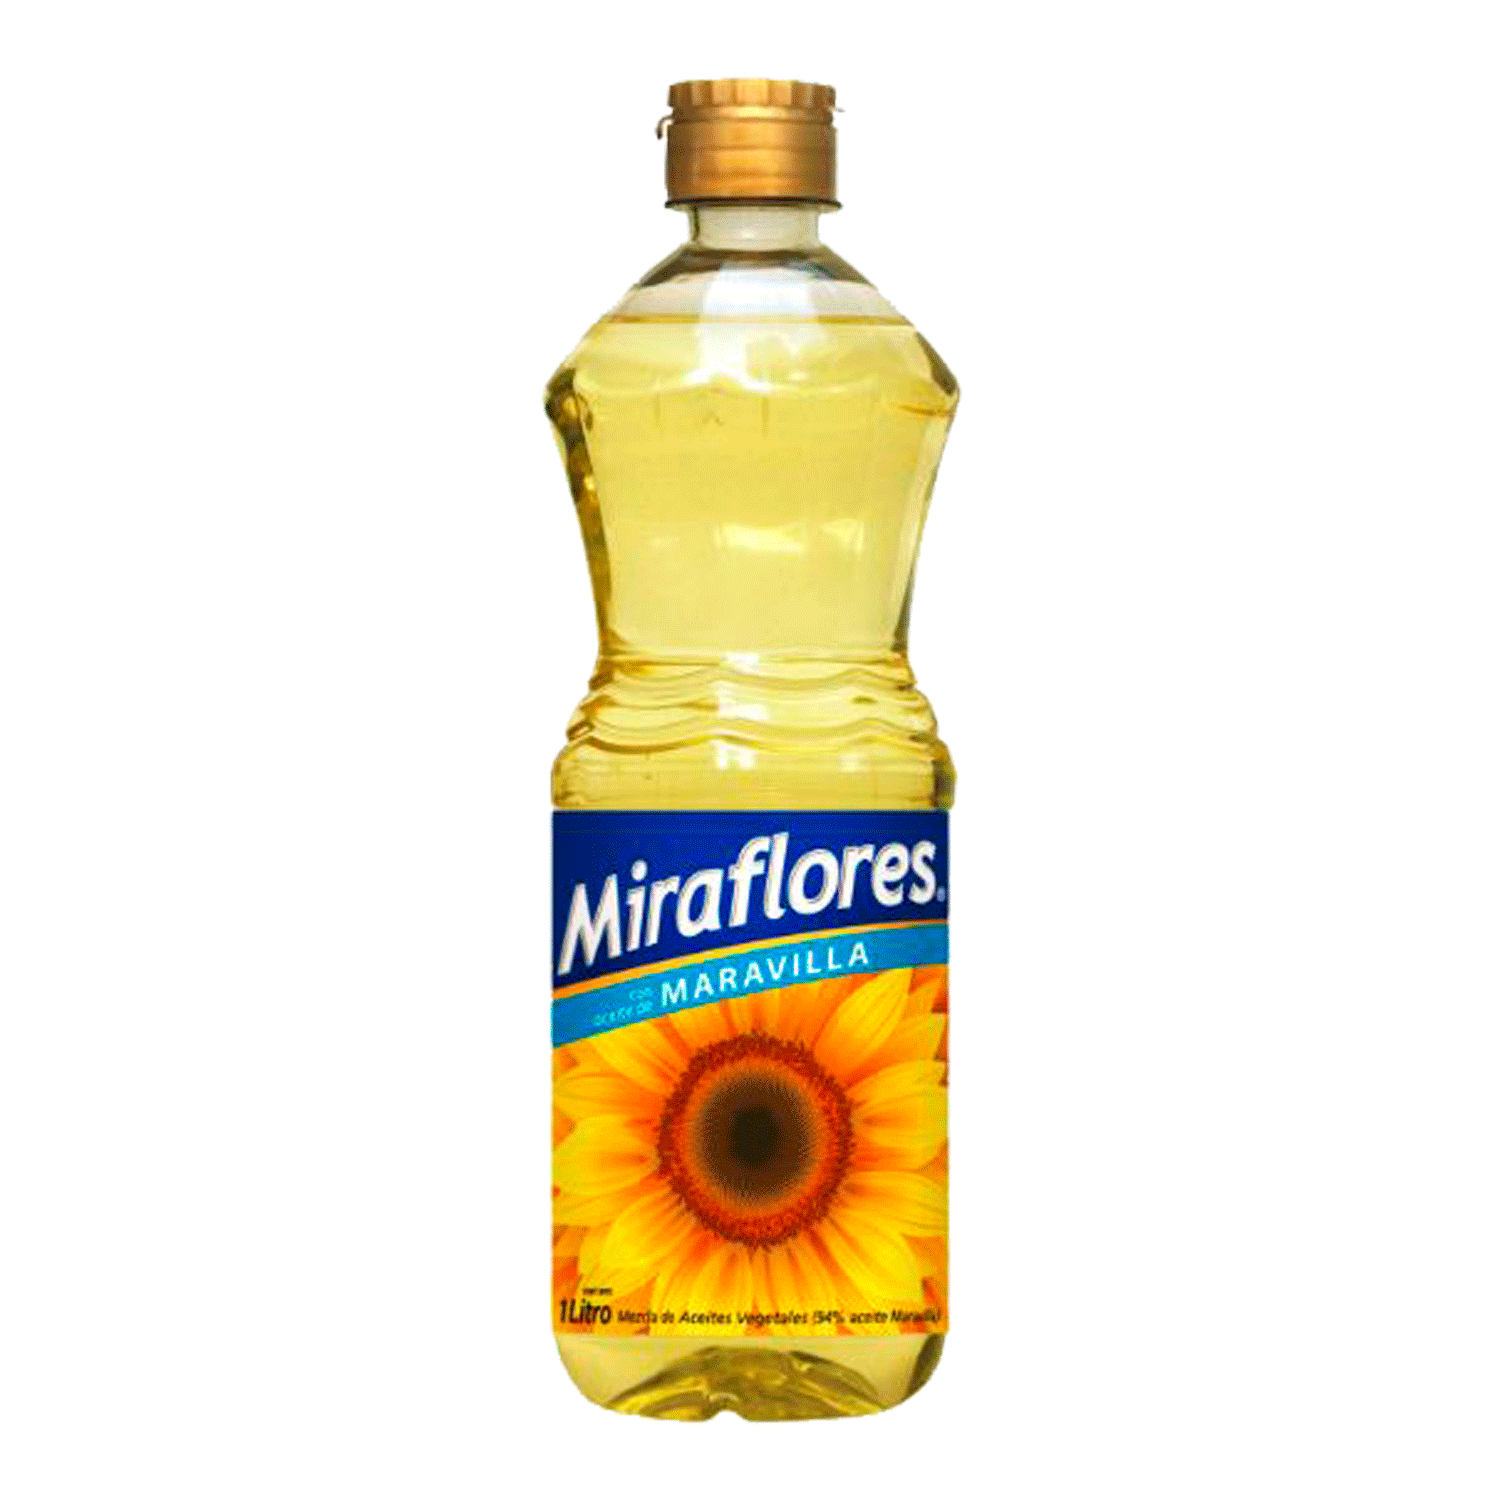 Miraflores®
con
aceite de MARAVILLA
1 Litro Mezcla de Aceites Vegetales (94% aceite Maravilla)